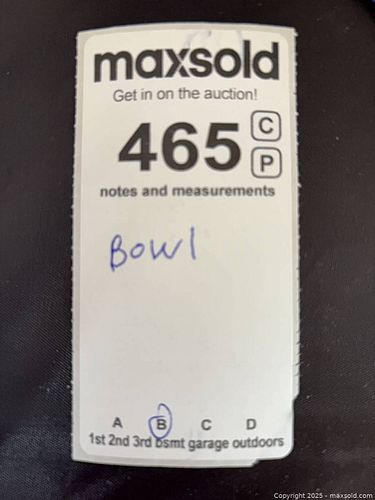 maxsold
Get in on the auction!
465 C
P
notes and measurements
Bowl
A B C D
1st 2nd 3rd bsmt garage outdoors
Copyright 2025 - maxsold.com